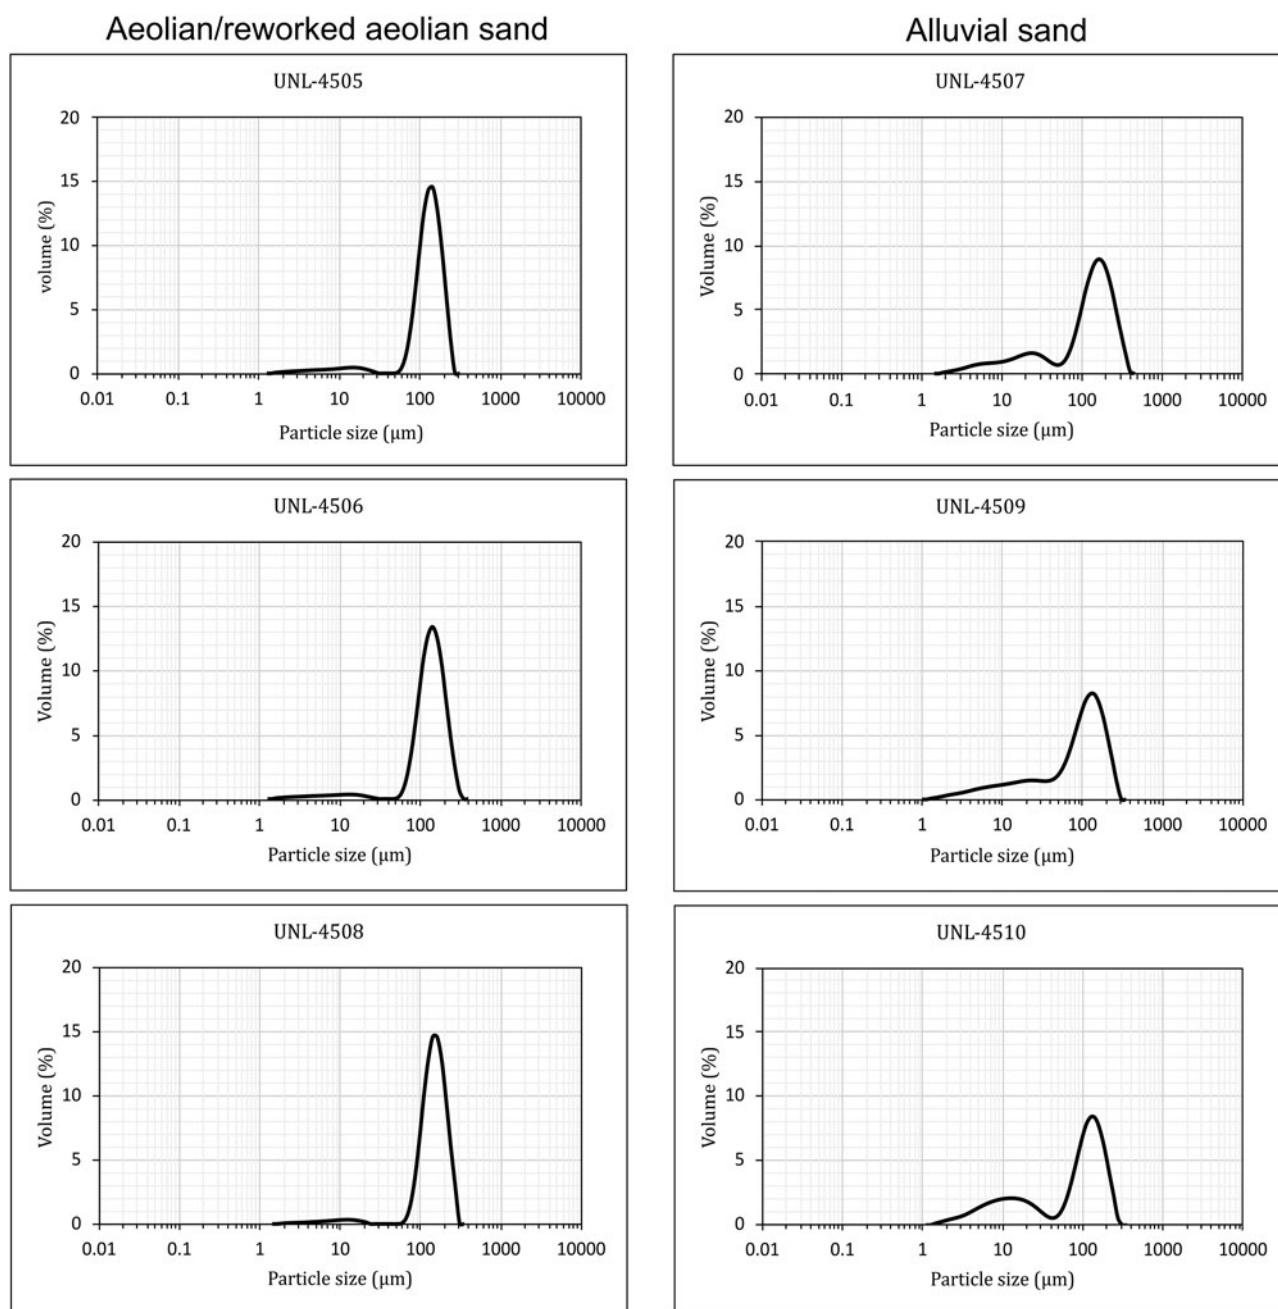 Aeolian/reworked aeolian sand
UNL-4505
volume (%)
20
15
10
5
0
0.01 0.1 1 10 100 1000 10000
Particle size (µm)
UNL-4506
Volume (%)
20
15
10
5
0
0.01 0.1 1 10 100 1000 10000
Particle size (µm)
UNL-4508
Volume (%)
20
15
10
5
0
0.01 0.1 1 10 100 1000 10000
Particle size (µm)
Alluvial sand
UNL-4507
Volume (%)
20
15
10
5
0
0.01 0.1 1 10 100 1000 10000
Particle size (µm)
UNL-4509
Volume (%)
20
15
10
5
0
0.01 0.1 1 10 100 1000 10000
Particle size (µm)
UNL-4510
Volume (%)
20
15
10
5
0
0.01 0.1 1 10 100 1000 10000
Particle size (µm)